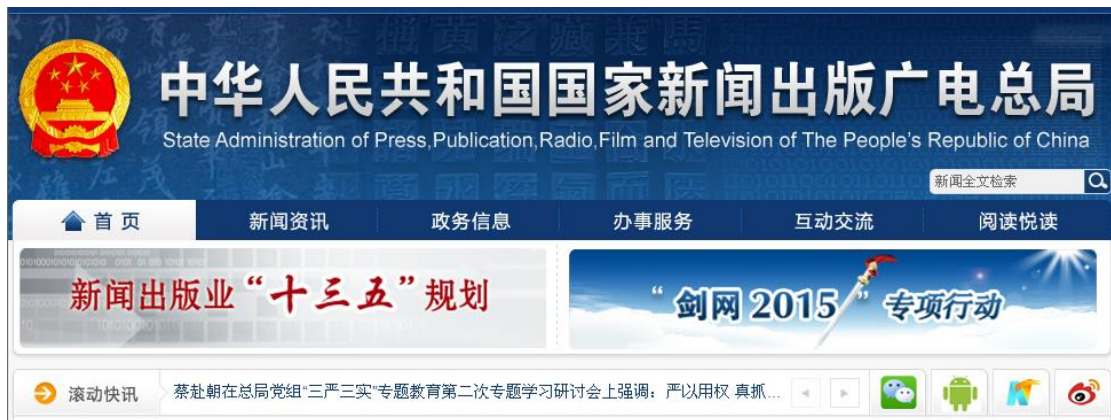 中华人民共和国国家新闻出版广电总局
State Administration of Press,Publication,Radio,Film and Television of The People's Republic of China
新闻全文检索
首 页 新闻资讯 政务信息 办事服务 互动交流 阅读悦读
新闻出版业“十三五”规划
“剑网 2015”专项行动
滚动快讯 蔡赴朝在总局党组“三严三实”专题教育第二次专题学习研讨会上强调：严以用权 真抓...